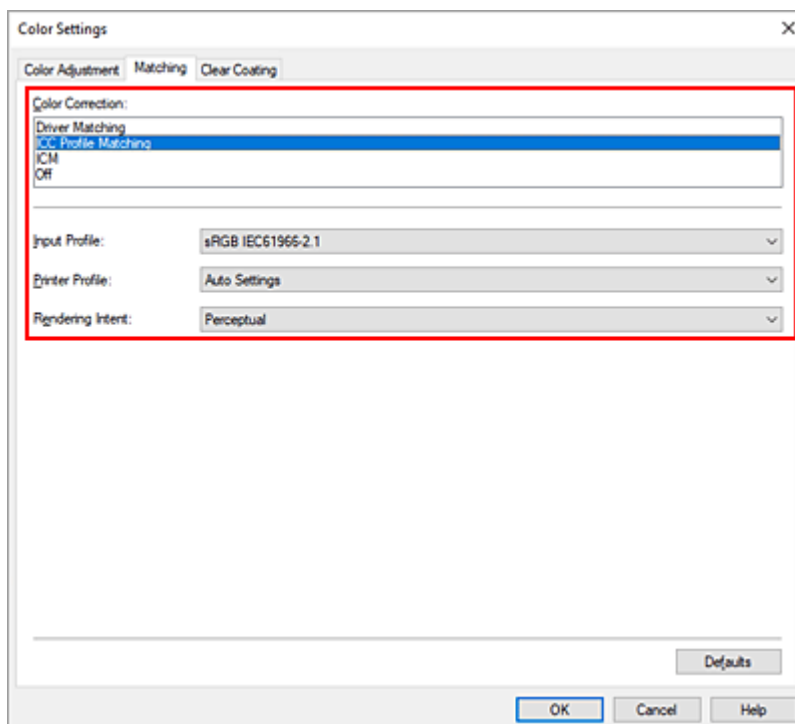 Color Settings
Color Adjustment Matching Clear Coating
Color Correction:
Driver Matching
ICC Profile Matching
ICM
Off
Input Profile: sRGB IEC61966-2.1
Printer Profile: Auto Settings
Rendering Intent: Perceptual
Defaults
OK Cancel Help